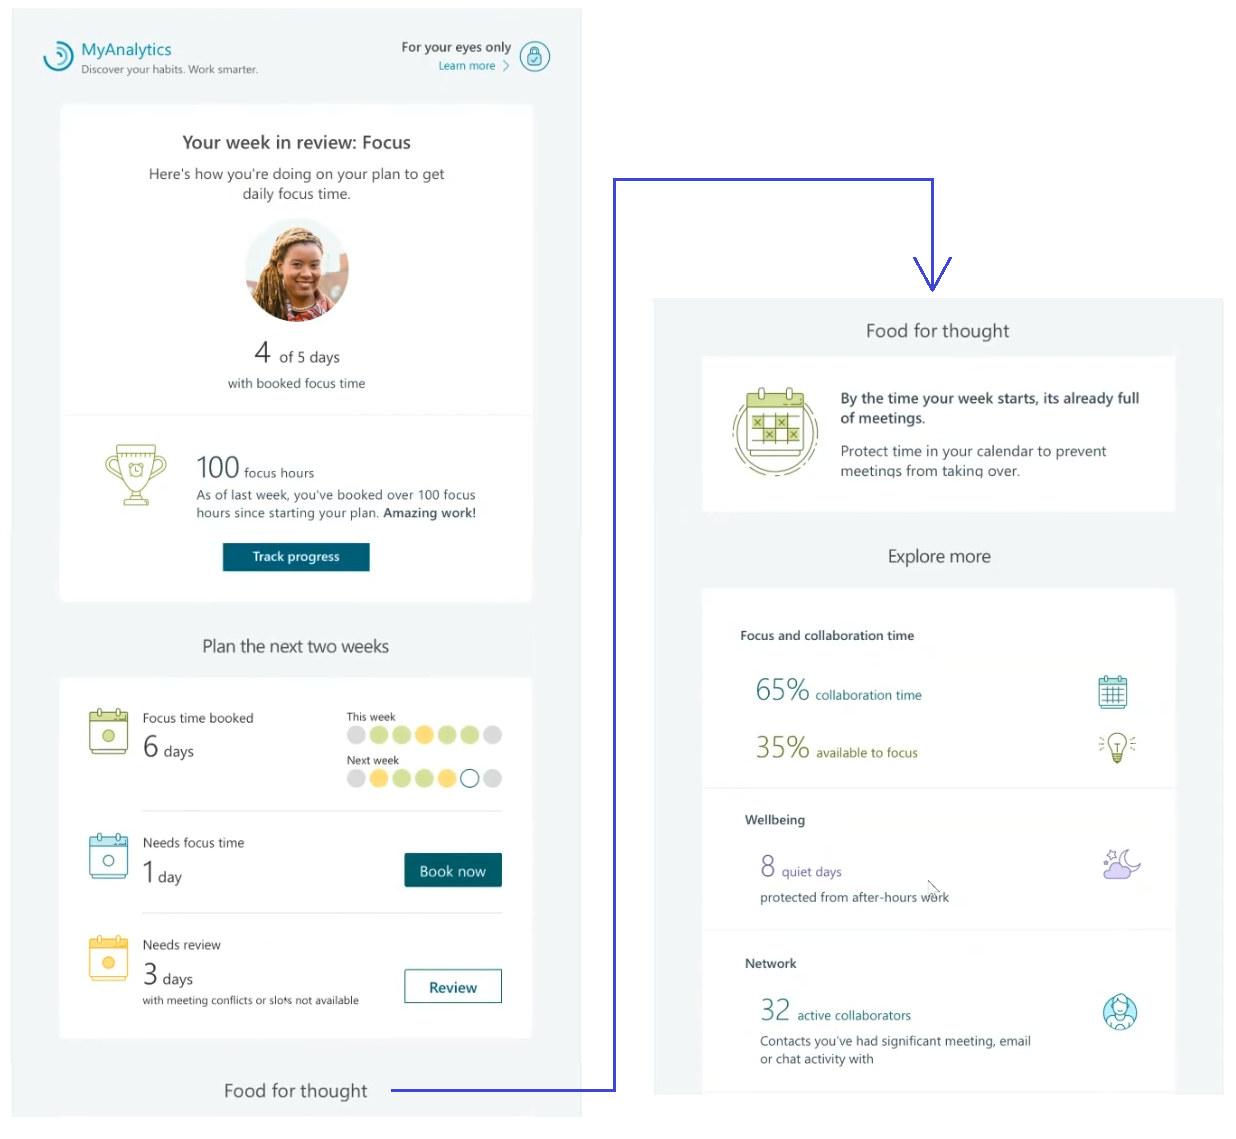 MyAnalytics
Discover your habits. Work smarter.
For your eyes only
Learn more >
Your week in review: Focus
Here's how you're doing on your plan to get
daily focus time.
4 of 5 days
with booked focus time
100 focus hours
As of last week, you've booked over 100 focus
hours since starting your plan. Amazing work!
Track progress
Plan the next two weeks
Focus time booked
6 days
This week
Next week
Needs focus time
1 day
Book now
Needs review
3 days
with meeting conflicts or slots not available
Review
Food for thought
Food for thought
By the time your week starts, its already full
of meetings.
Protect time in your calendar to prevent
meetings from taking over.
Explore more
Focus and collaboration time
65% collaboration time
35% available to focus
Wellbeing
8 quiet days
protected from after-hours work
Network
32 active collaborators
Contacts you've had significant meeting, email
or chat activity with